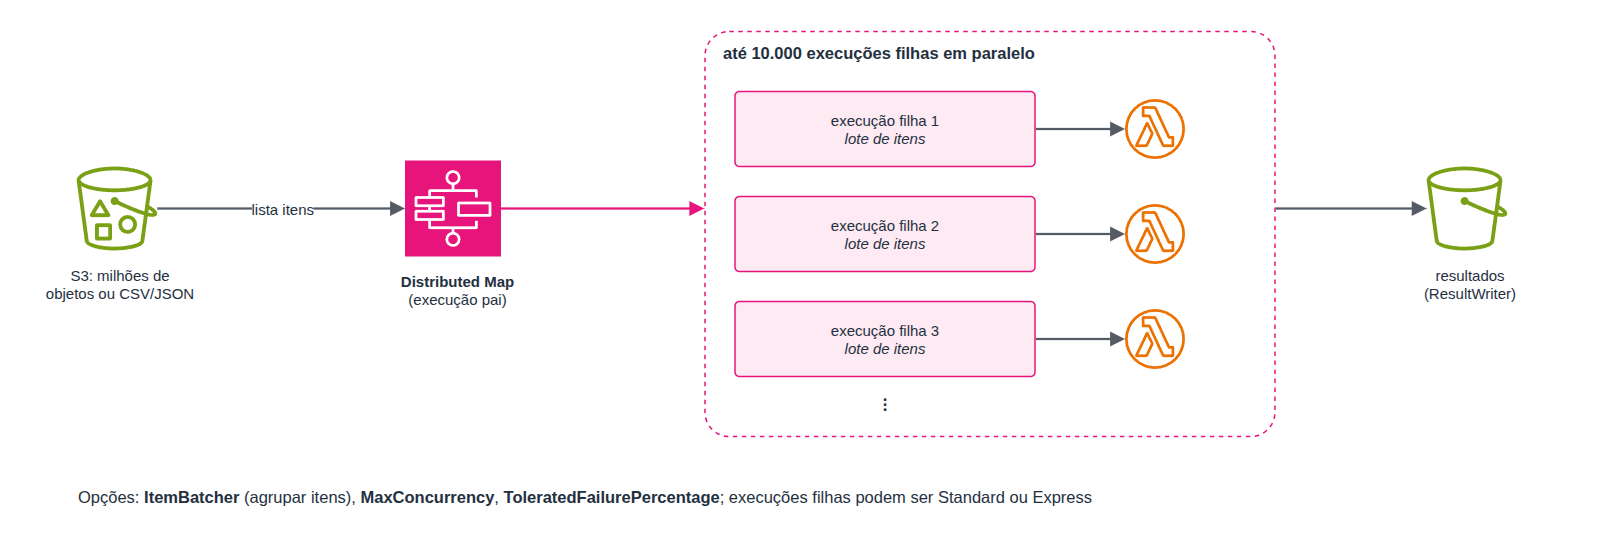 até 10.000 execuções filhas em paralelo
execução filha 1
lote de itens
lista itens
execução filha 2
lote de itens
S3: milhões de
objetos ou CSV/JSON
Distributed Map
(execução pai)
resultados
(ResultWriter)
execução filha 3
lote de itens
⋮
Opções: ItemBatcher (agrupar itens), MaxConcurrency, ToleratedFailurePercentage; execuções filhas podem ser Standard ou Express